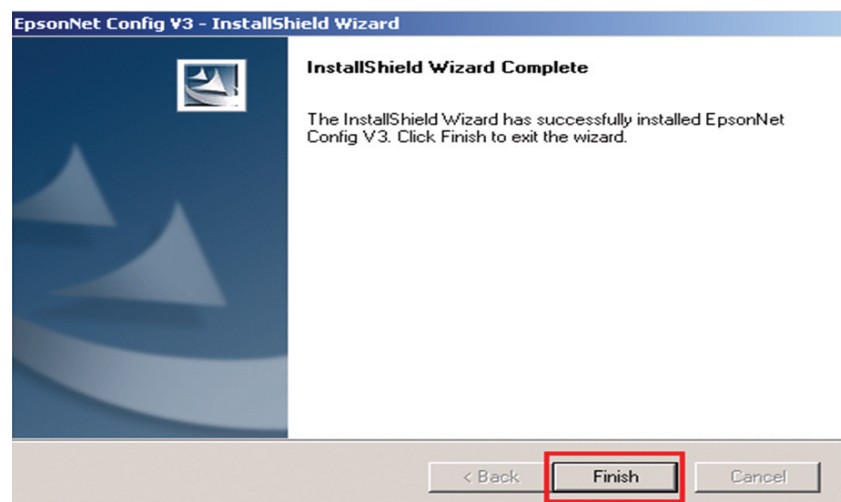 EpsonNet Config V3 - InstallShield Wizard
InstallShield Wizard Complete
The InstallShield Wizard has successfully installed EpsonNet
Config V3. Click Finish to exit the wizard.
< Back
Finish
Cancel